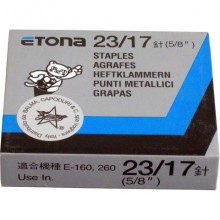 ETONA 23/17 針 (5/8")
STAPLES
AGRAFES
HEFTKLAMMERN
PUNTI METALLICI
GRAPAS
適合機種 E-160, 260
Use In.
23/17 針
(5/8")